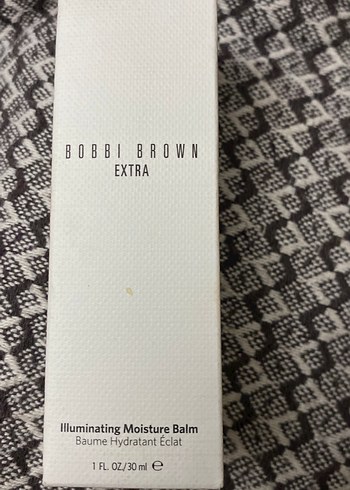 BOBBI BROWN
EXTRA
Illuminating Moisture Balm
Baume Hydratant Éclat
1 FL. OZ./30 ml ℮